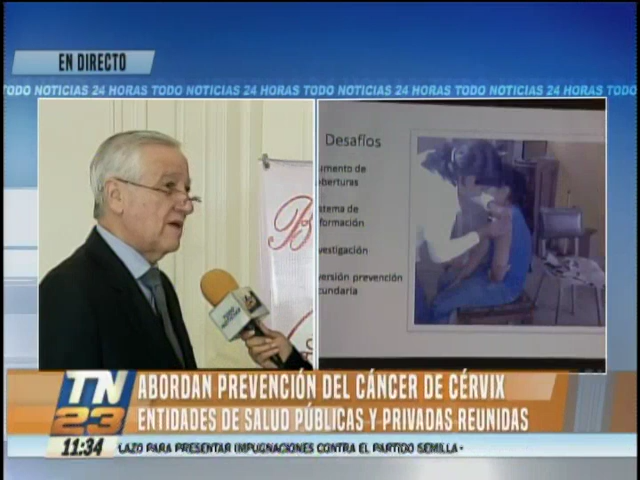 EN DIRECTO
TODO NOTICIAS 24 HORAS TODO NOTICIAS 24 HORAS TODO NOTICIAS 24 HORAS TODO NOTICIAS 24 HORAS
Desafíos
umento de
oberturas
stema de
formación
vestigación
versión prevención
cundaria
TN
23
ABORDAN PREVENCIÓN DEL CÁNCER DE CÉRVIX
ENTIDADES DE SALUD PÚBLICAS Y PRIVADAS REUNIDAS
11:34
LAZO PARA PRESENTAR IMPUGNACIONES CONTRA EL PARTIDO SEMILLA -